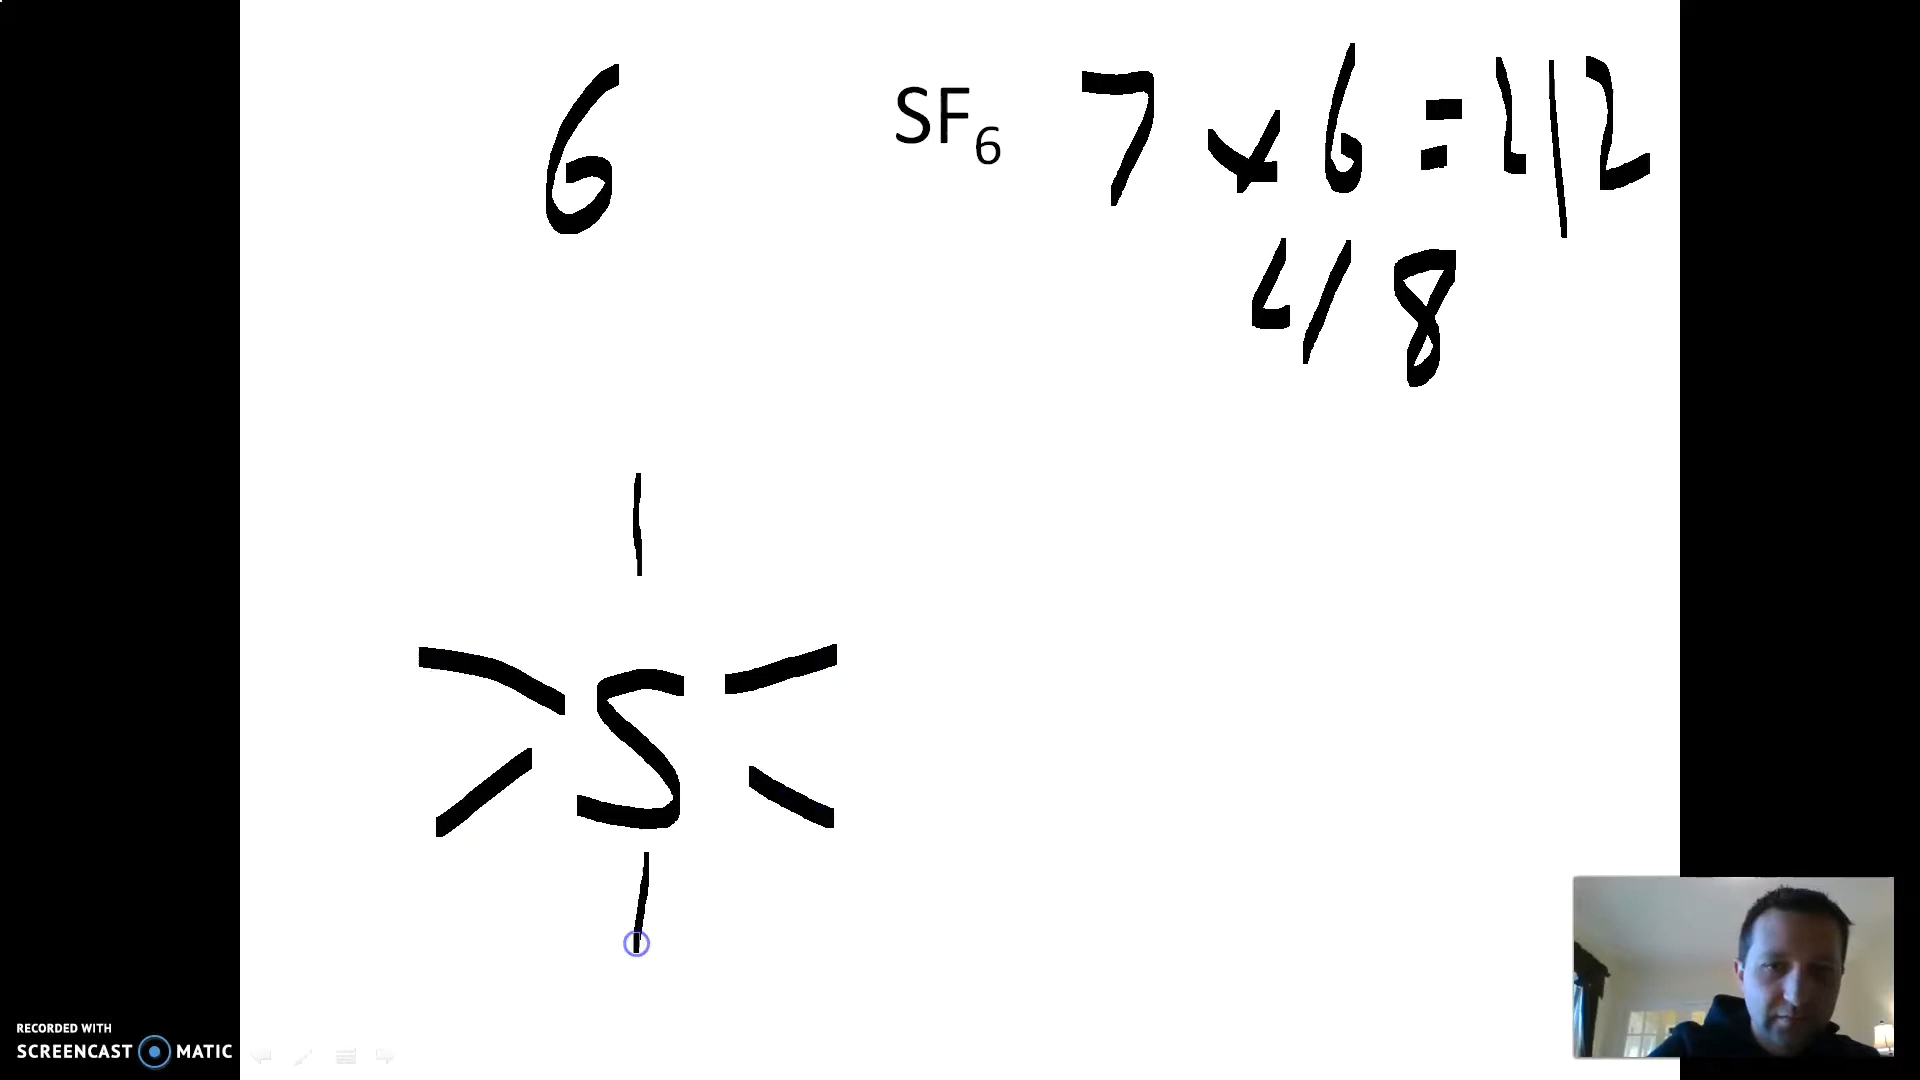 6 SF6 7 x 6 = 42
48
S
RECORDED WITH
SCREENCAST MATIC